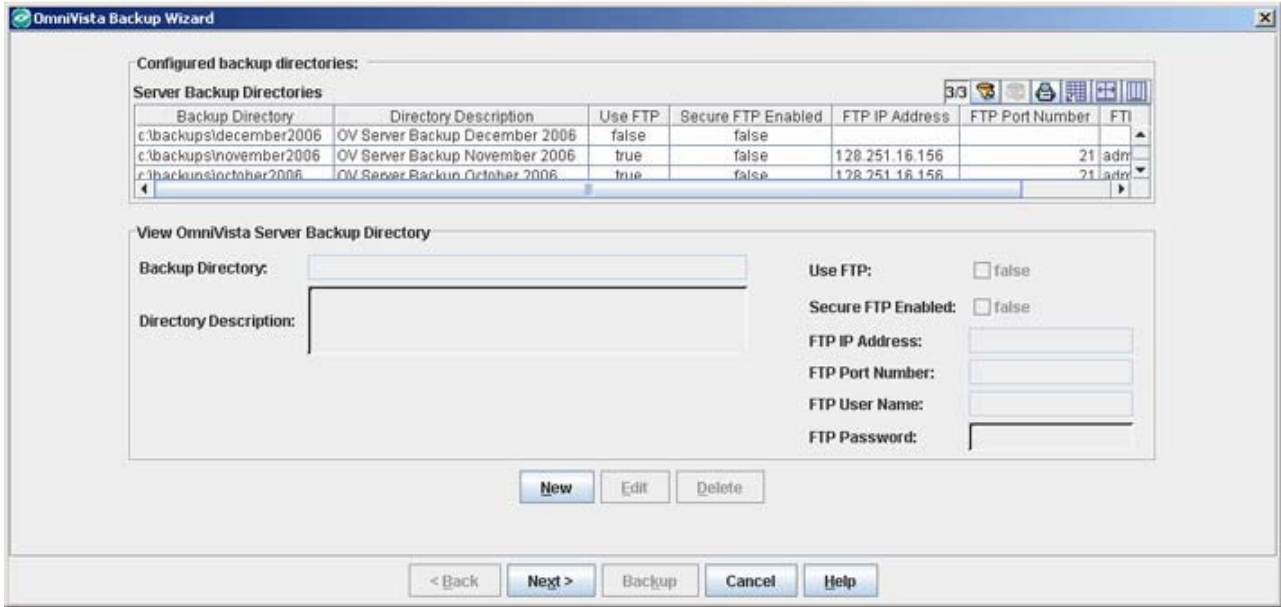 OmniVista Backup Wizard
Configured backup directories:
Server Backup Directories 3/3
Backup Directory Directory Description Use FTP Secure FTP Enabled FTP IP Address FTP Port Number FTI
c:\backups\december2006 OV Server Backup December 2006 false false
c:\backups\november2006 OV Server Backup November 2006 true false 128.251.16.156 21 adm
c:\backups\october2006 OV Server Backup October 2006 true false 128.251.16.156 21 adm
View OmniVista Server Backup Directory
Backup Directory: Use FTP: false
Directory Description: Secure FTP Enabled: false
FTP IP Address:
FTP Port Number:
FTP User Name:
FTP Password:
New Edit Delete
< Back Next > Backup Cancel Help